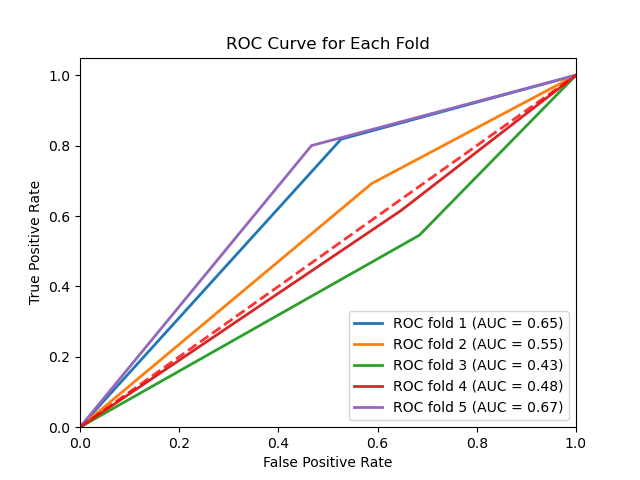 ROC Curve for Each Fold
True Positive Rate
1.0
0.8
0.6
0.4
0.2
0.0
ROC fold 1 (AUC = 0.65)
ROC fold 2 (AUC = 0.55)
ROC fold 3 (AUC = 0.43)
ROC fold 4 (AUC = 0.48)
ROC fold 5 (AUC = 0.67)
0.0 0.2 0.4 0.6 0.8 1.0
False Positive Rate